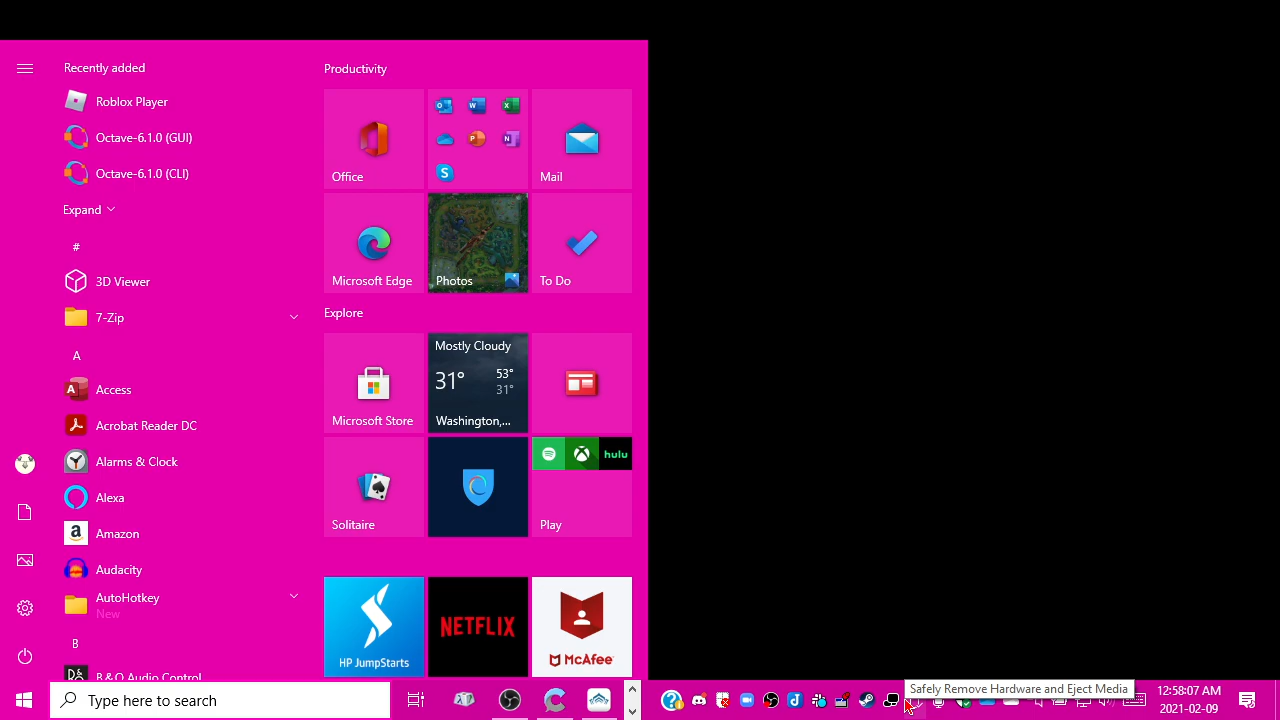 Recently added
Roblox Player
Octave-6.1.0 (GUI)
Octave-6.1.0 (CLI)
Expand
#
3D Viewer
7-Zip
A
Access
Acrobat Reader DC
Alarms & Clock
Alexa
Amazon
Audacity
AutoHotkey
New
B
B&O Audio Control
Productivity
Office
Mail
Microsoft Edge
Photos
To Do
Explore
Microsoft Store
Mostly Cloudy
31° 53°
31°
Washington,...
Solitaire
hulu
Play
HP JumpStarts
NETFLIX
McAfee
Type here to search
Safely Remove Hardware and Eject Media
12:58:07 AM
2021-02-09